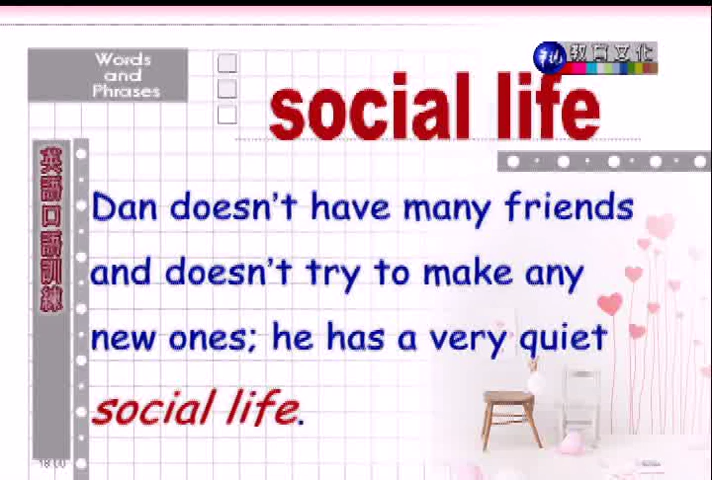 Words
and
Phrases
教育文化
social life
英語口語訓練
Dan doesn't have many friends
and doesn't try to make any
new ones; he has a very quiet
social life.